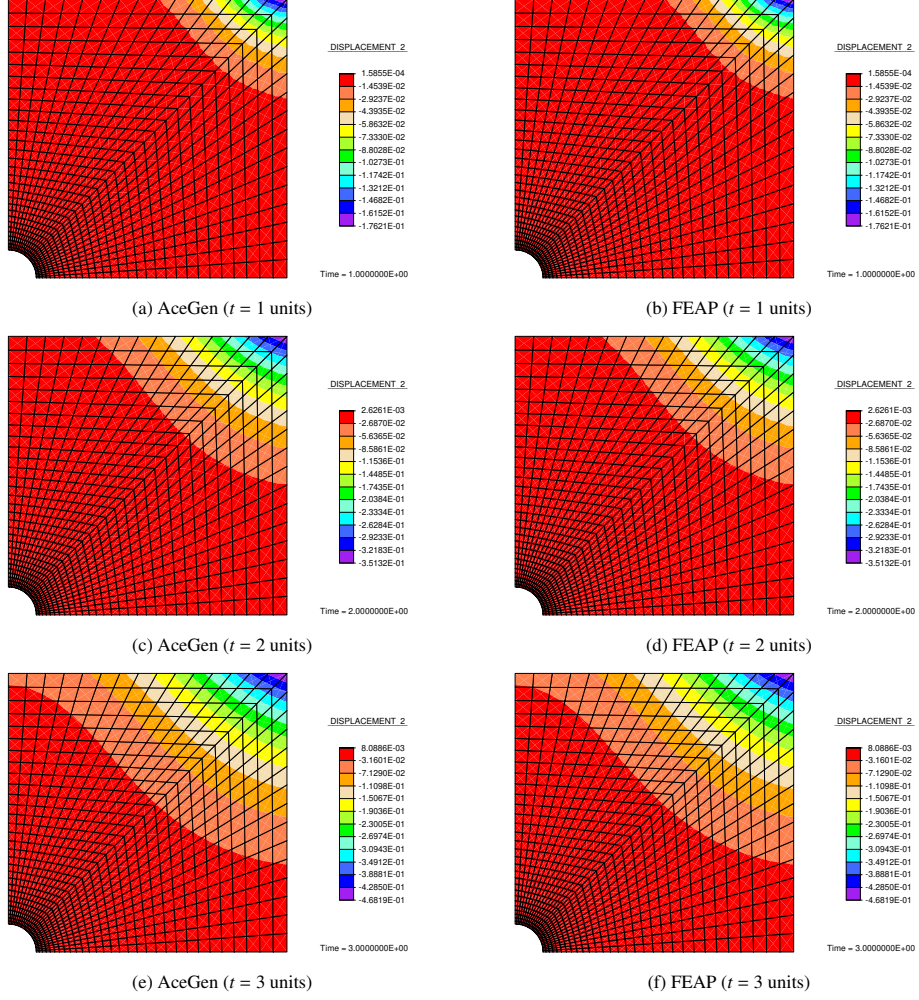 DISPLACEMENT 2
1.5855E-04
-1.4539E-02
-2.9237E-02
-4.3935E-02
-5.8632E-02
-7.3330E-02
-8.8028E-02
-1.0273E-01
-1.1742E-01
-1.3212E-01
-1.4682E-01
-1.6152E-01
-1.7621E-01
Time = 1.0000000E+00
(a) AceGen (t = 1 units)
DISPLACEMENT 2
1.5855E-04
-1.4539E-02
-2.9237E-02
-4.3935E-02
-5.8632E-02
-7.3330E-02
-8.8028E-02
-1.0273E-01
-1.1742E-01
-1.3212E-01
-1.4682E-01
-1.6152E-01
-1.7621E-01
Time = 1.0000000E+00
(b) FEAP (t = 1 units)
DISPLACEMENT 2
2.6261E-03
-2.6870E-02
-5.6365E-02
-8.5861E-02
-1.1536E-01
-1.4485E-01
-1.7435E-01
-2.0384E-01
-2.3334E-01
-2.6284E-01
-2.9233E-01
-3.2183E-01
-3.5132E-01
Time = 2.0000000E+00
(c) AceGen (t = 2 units)
DISPLACEMENT 2
2.6261E-03
-2.6870E-02
-5.6365E-02
-8.5861E-02
-1.1536E-01
-1.4485E-01
-1.7435E-01
-2.0384E-01
-2.3334E-01
-2.6284E-01
-2.9233E-01
-3.2183E-01
-3.5132E-01
Time = 2.0000000E+00
(d) FEAP (t = 2 units)
DISPLACEMENT 2
8.0886E-03
-3.1601E-02
-7.1290E-02
-1.1098E-01
-1.5067E-01
-1.9036E-01
-2.3005E-01
-2.6974E-01
-3.0943E-01
-3.4912E-01
-3.8881E-01
-4.2850E-01
-4.6819E-01
Time = 3.0000000E+00
(e) AceGen (t = 3 units)
DISPLACEMENT 2
8.0886E-03
-3.1601E-02
-7.1290E-02
-1.1098E-01
-1.5067E-01
-1.9036E-01
-2.3005E-01
-2.6974E-01
-3.0943E-01
-3.4912E-01
-3.8881E-01
-4.2850E-01
-4.6819E-01
Time = 3.0000000E+00
(f) FEAP (t = 3 units)